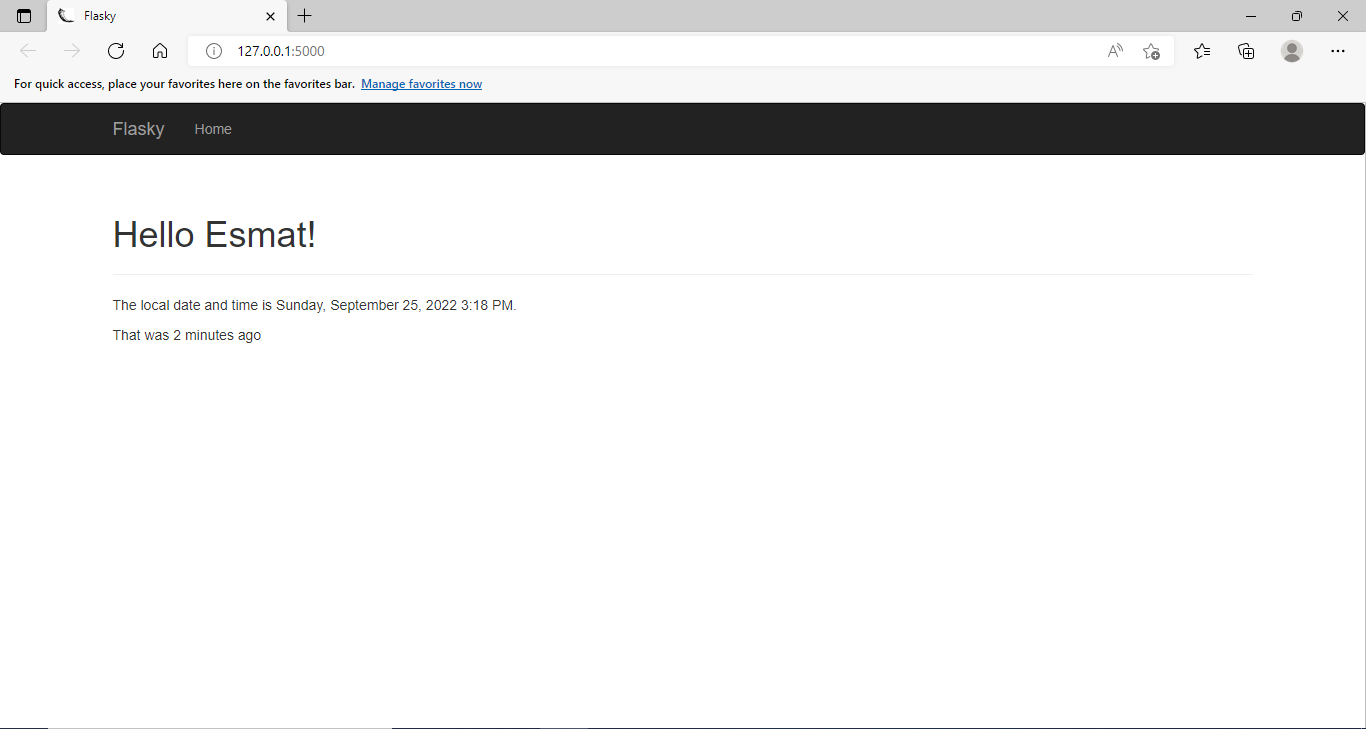 Flasky
127.0.0.1:5000
For quick access, place your favorites here on the favorites bar. Manage favorites now
Flasky Home
Hello Esmat!
The local date and time is Sunday, September 25, 2022 3:18 PM.
That was 2 minutes ago